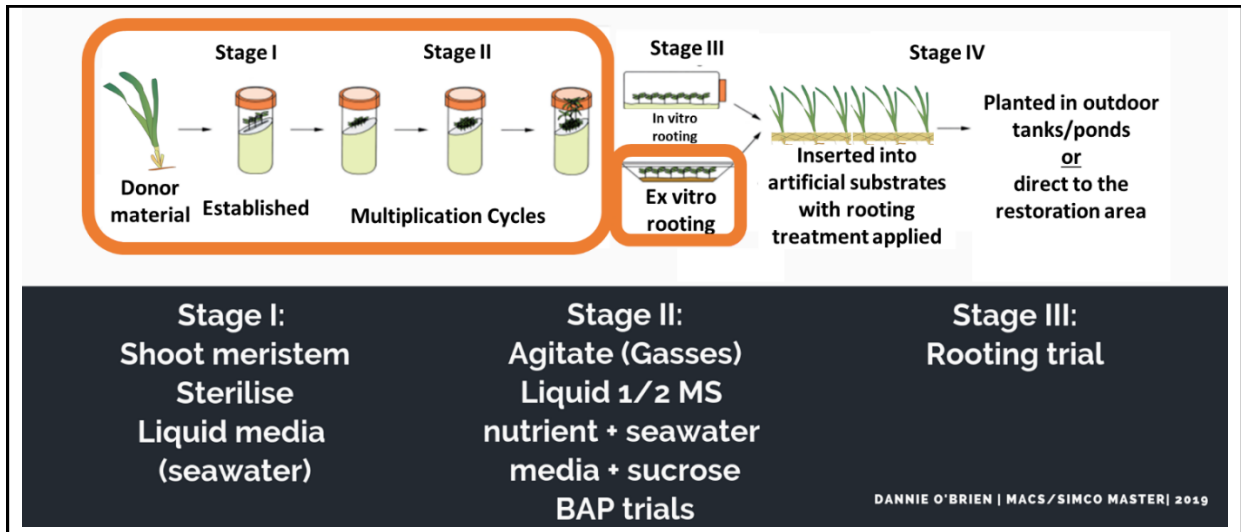 Stage I
Stage II
Stage III
Stage IV
Donor
material
Established
Multiplication Cycles
In vitro
rooting
Ex vitro
rooting
Inserted into
artificial substrates
with rooting
treatment applied
Planted in outdoor
tanks/ponds
or
direct to the
restoration area
Stage I:
Shoot meristem
Sterilise
Liquid media
(seawater)
Stage II:
Agitate (Gasses)
Liquid 1/2 MS
nutrient + seawater
media + sucrose
BAP trials
Stage III:
Rooting trial
DANNIE O'BRIEN | MACS/SIMCO MASTER| 2019